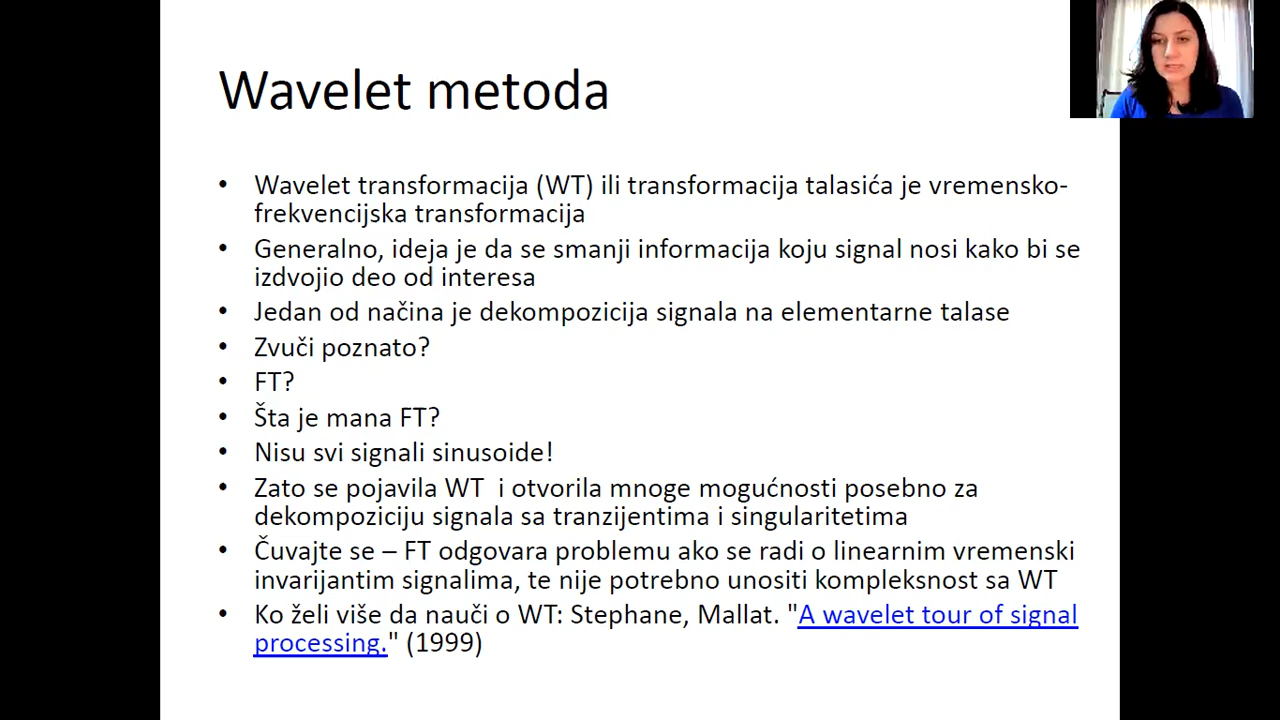 Wavelet metoda
• Wavelet transformacija (WT) ili transformacija talasića je vremensko-
frekvencijska transformacija
• Generalno, ideja je da se smanji informacija koju signal nosi kako bi se
izdvojio deo od interesa
• Jedan od načina je dekompozicija signala na elementarne talase
• Zvuči poznato?
• FT?
• Šta je mana FT?
• Nisu svi signali sinusoide!
• Zato se pojavila WT i otvorila mnoge mogućnosti posebno za
dekompoziciju signala sa tranzijentima i singularitetima
• Čuvajte se – FT odgovara problemu ako se radi o linearnim vremenski
invarijantim signalima, te nije potrebno unositi kompleksnost sa WT
• Ko želi više da nauči o WT: Stephane, Mallat. "A wavelet tour of signal
processing." (1999)